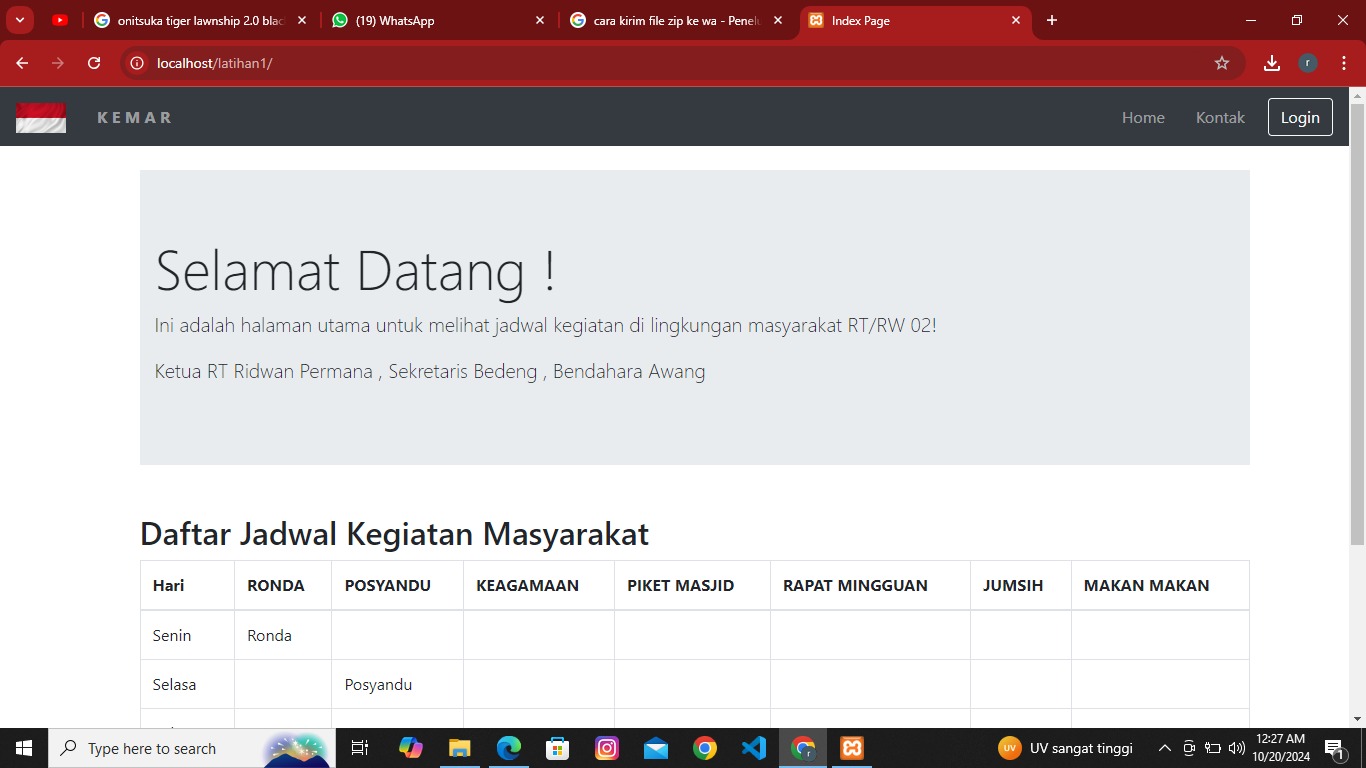 onitsuka tiger lawnship 2.0 blac
(19) WhatsApp
cara kirim file zip ke wa - Penelu
Index Page
localhost/latihan1/
r
KEMAR
Home
Kontak
Login
Selamat Datang !
Ini adalah halaman utama untuk melihat jadwal kegiatan di lingkungan masyarakat RT/RW 02!
Ketua RT Ridwan Permana , Sekretaris Bedeng , Bendahara Awang
Daftar Jadwal Kegiatan Masyarakat
Hari RONDA POSYANDU KEAGAMAAN PIKET MASJID RAPAT MINGGUAN JUMSIH MAKAN MAKAN
Senin Ronda
Selasa Posyandu
Type here to search
UV
UV sangat tinggi
12:27 AM
10/20/2024
1